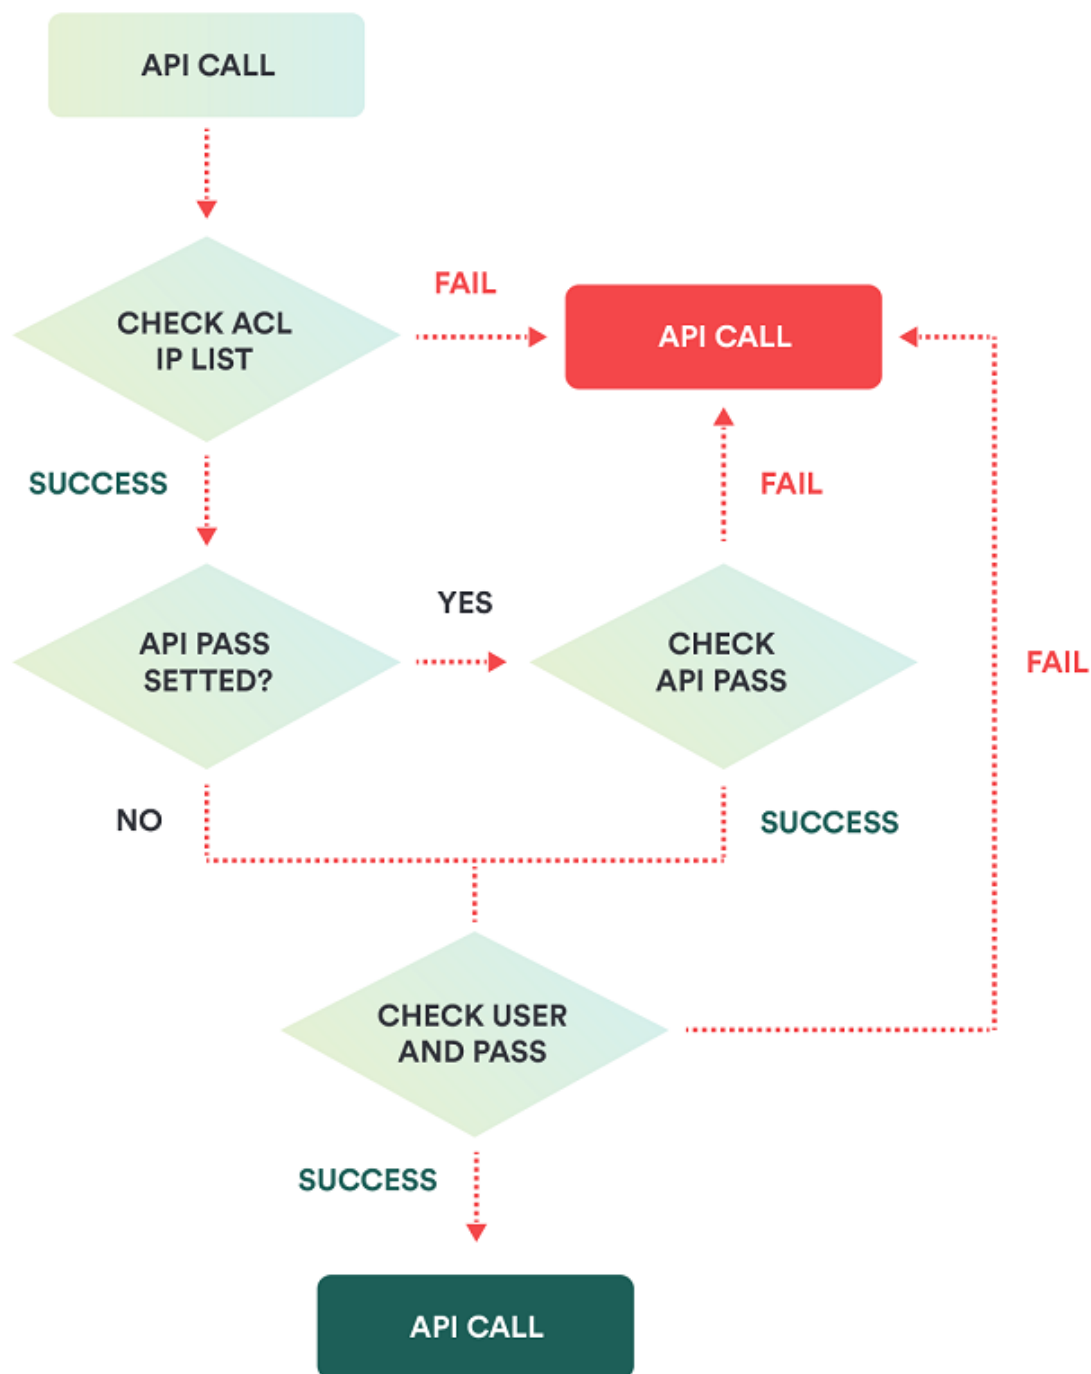 API CALL
CHECK ACL
IP LIST
FAIL
API CALL
SUCCESS
FAIL
API PASS
SETTED?
YES
CHECK
API PASS
FAIL
NO
SUCCESS
CHECK USER
AND PASS
SUCCESS
API CALL